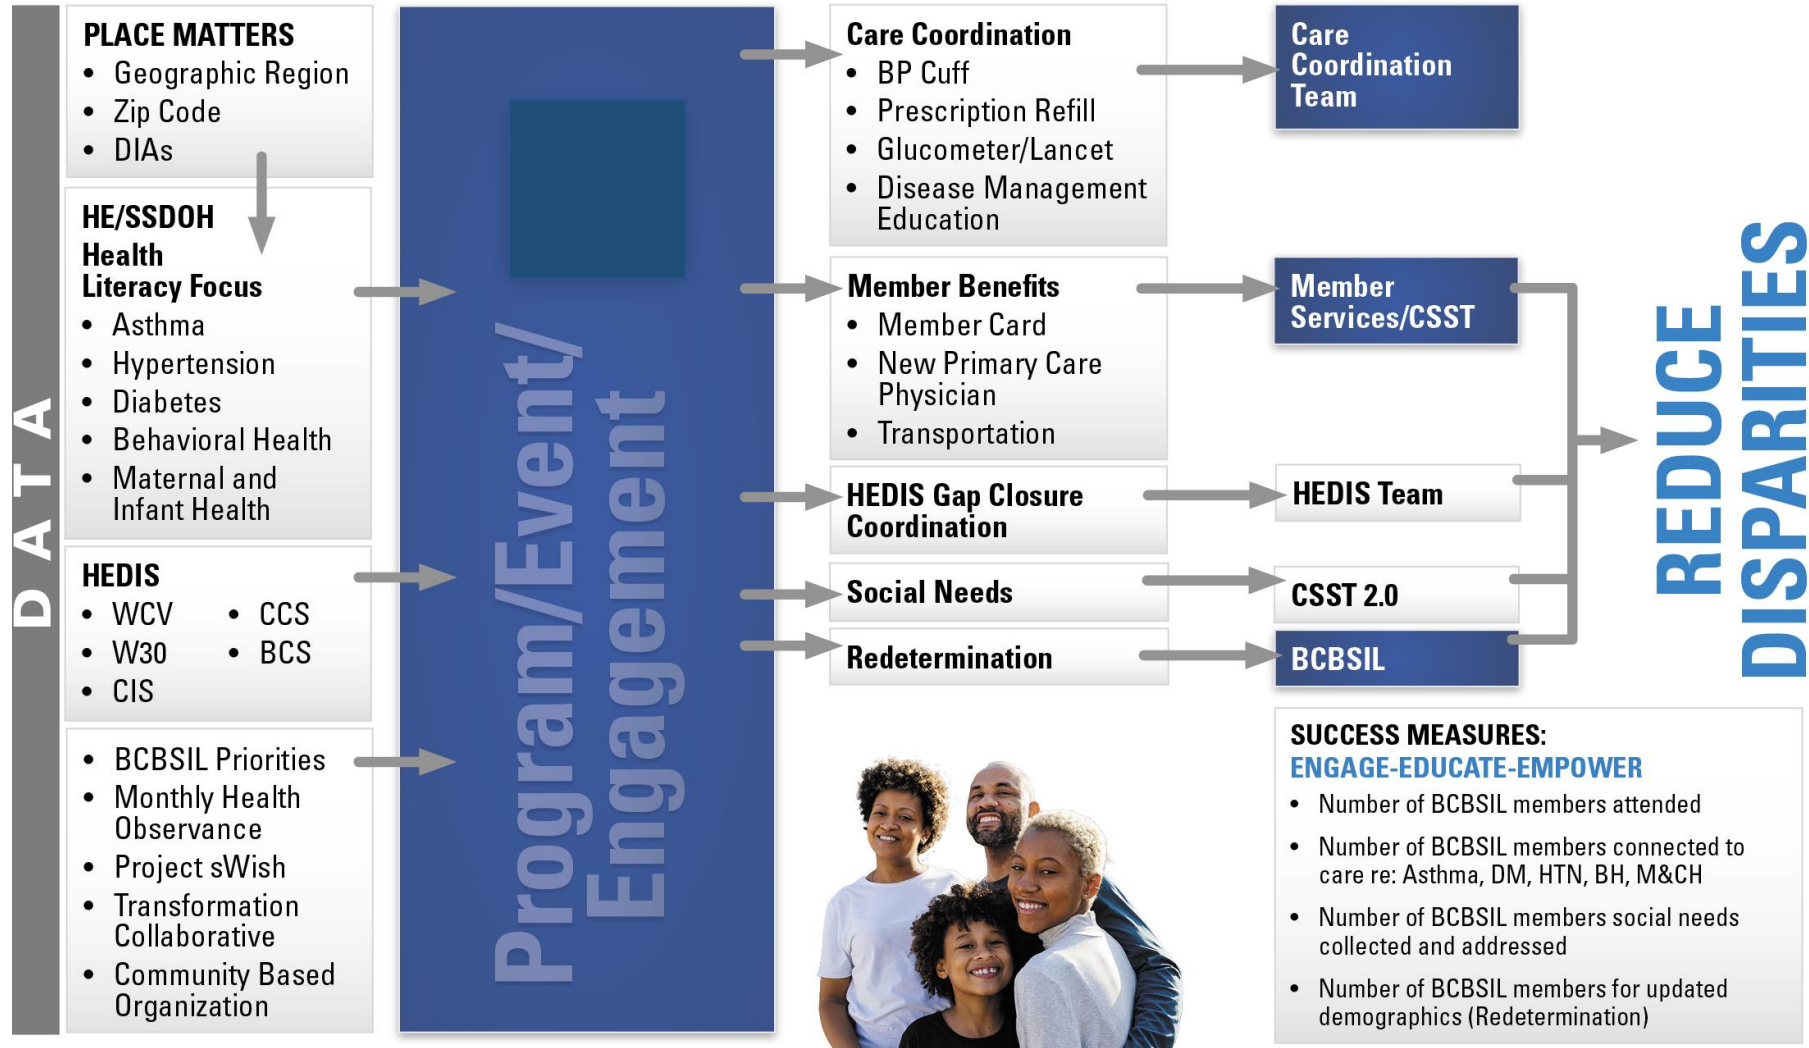 DATA
PLACE MATTERS
• Geographic Region
• Zip Code
• DIAs
HE/SSDOH
Health
Literacy Focus
• Asthma
• Hypertension
• Diabetes
• Behavioral Health
• Maternal and
Infant Health
HEDIS
• WCV • CCS
• W30 • BCS
• CIS
• BCBSIL Priorities
• Monthly Health
Observance
• Project sWish
• Transformation
Collaborative
• Community Based
Organization
Program/Event/
Engagement
Care Coordination
• BP Cuff
• Prescription Refill
• Glucometer/Lancet
• Disease Management
Education
Member Benefits
• Member Card
• New Primary Care
Physician
• Transportation
HEDIS Gap Closure
Coordination
Social Needs
Redetermination
Care
Coordination
Team
Member
Services/CSST
HEDIS Team
CSST 2.0
BCBSIL
REDUCE
DISPARITIES
SUCCESS MEASURES:
ENGAGE-EDUCATE-EMPOWER
• Number of BCBSIL members attended
• Number of BCBSIL members connected to
care re: Asthma, DM, HTN, BH, M&CH
• Number of BCBSIL members social needs
collected and addressed
• Number of BCBSIL members for updated
demographics (Redetermination)